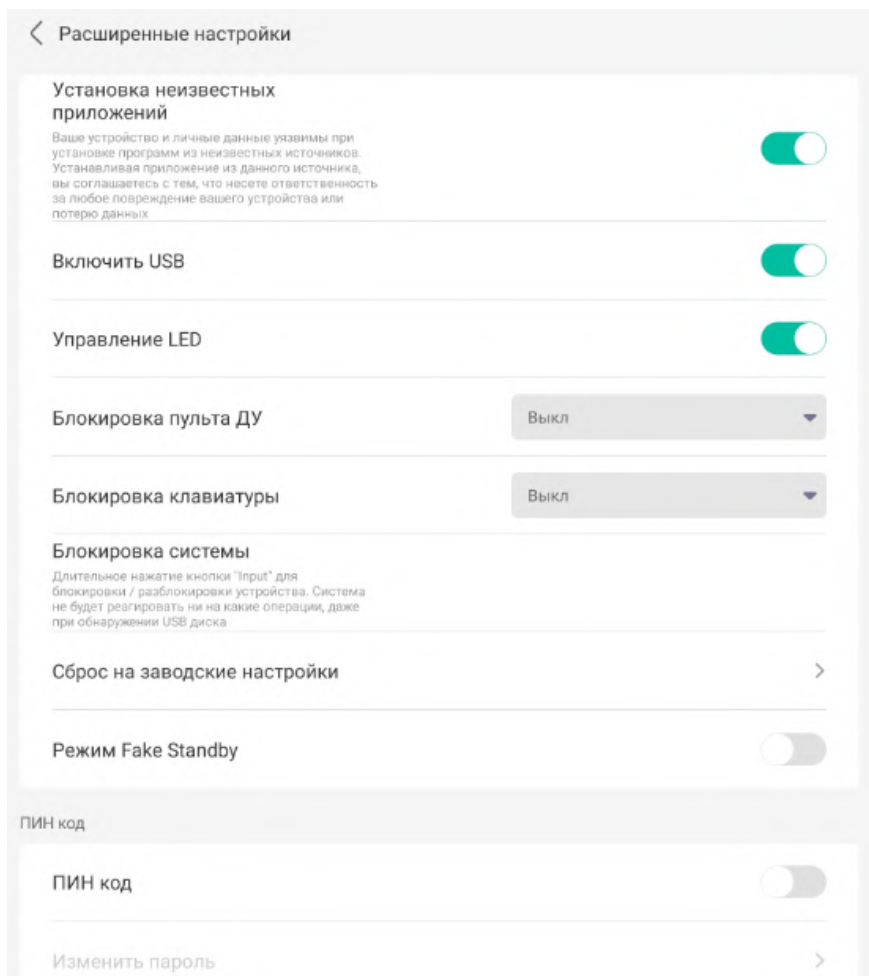 Расширенные настройки
Установка неизвестных
приложений
Ваше устройство и личные данные уязвимы при
установке программ из неизвестных источников.
Устанавливая приложение из данного источника,
вы соглашаетесь с тем, что несете ответственность
за любое повреждение вашего устройства или
потерю данных
Включить USB
Управление LED
Блокировка пульта ДУ
Выкл
Блокировка клавиатуры
Выкл
Блокировка системы
Длительное нажатие кнопки "Input" для
блокировки / разблокировки устройства. Система
не будет реагировать ни на какие операции, даже
при обнаружении USB диска
Сброс на заводские настройки
Режим Fake Standby
ПИН код
ПИН код
Изменить пароль